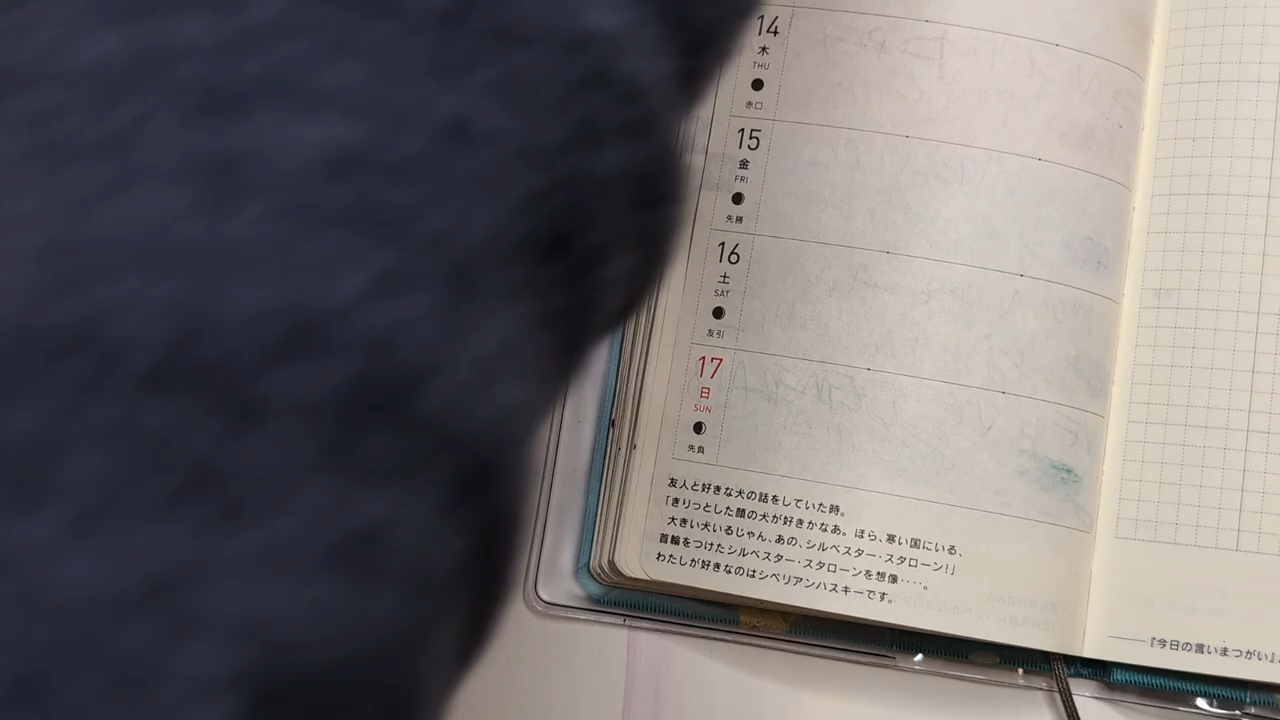 14
木
THU
赤口
15
金
FRI
先勝
16
土
SAT
友引
17
日
SUN
先負
友人と好きな犬の話をしていた時。
「きりっとした顔の犬が好きかなあ。ほら、寒い国にいる、
大きい犬いるじゃん、あの、シルベスター・スタローン!」
首輪をつけたシルベスター・スタローンを想像‥‥。
わたしが好きなのはシベリアンハスキーです。
『今日の言いまつがい』